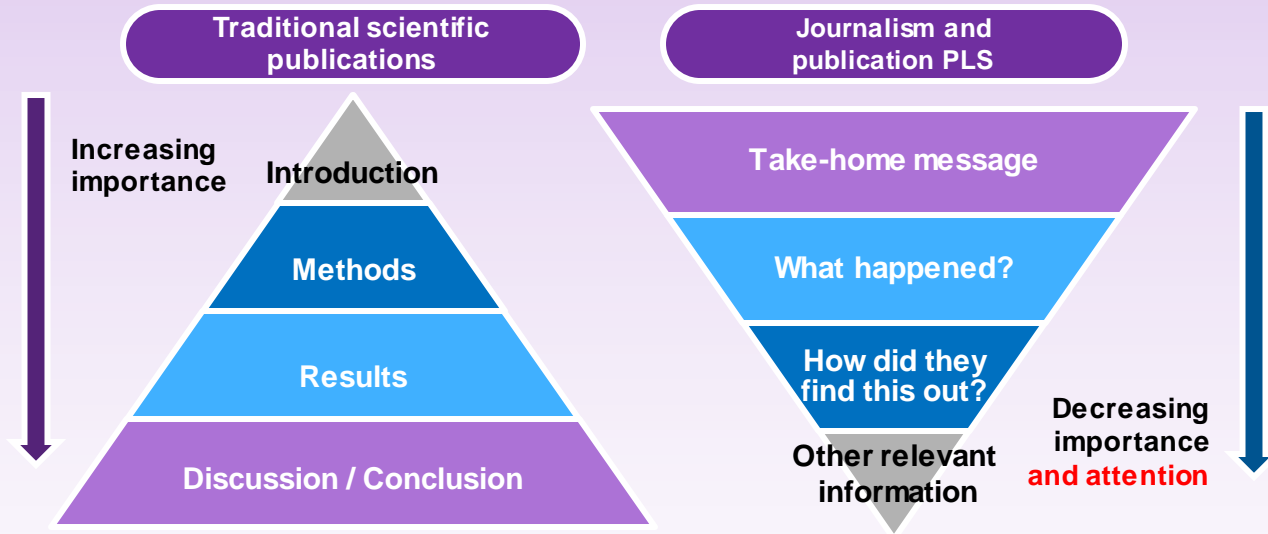 Traditional scientific
publications
Increasing
importance
Introduction
Methods
Results
Discussion / Conclusion
Journalism and
publication PLS
Take-home message
What happened?
How did they
find this out?
Other relevant
information
Decreasing
importance
and attention